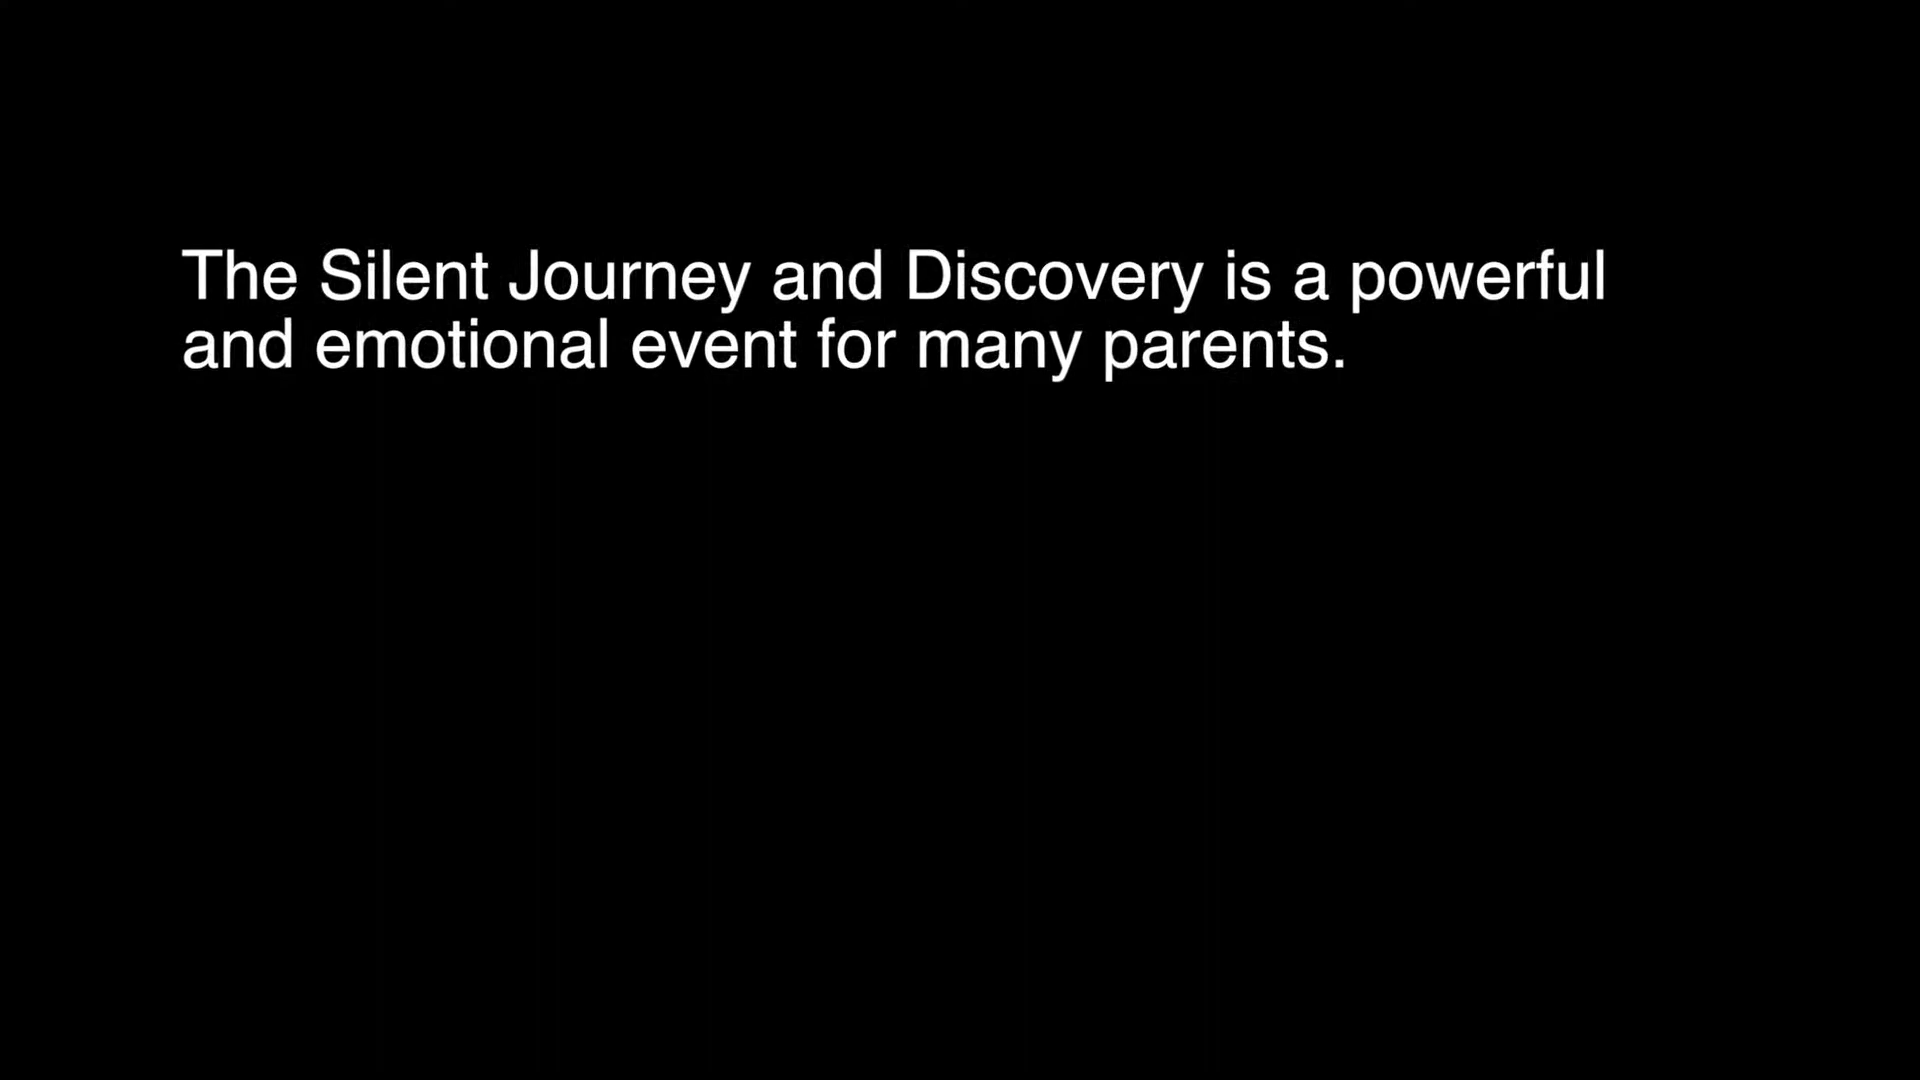 The Silent Journey and Discovery is a powerful
and emotional event for many parents.